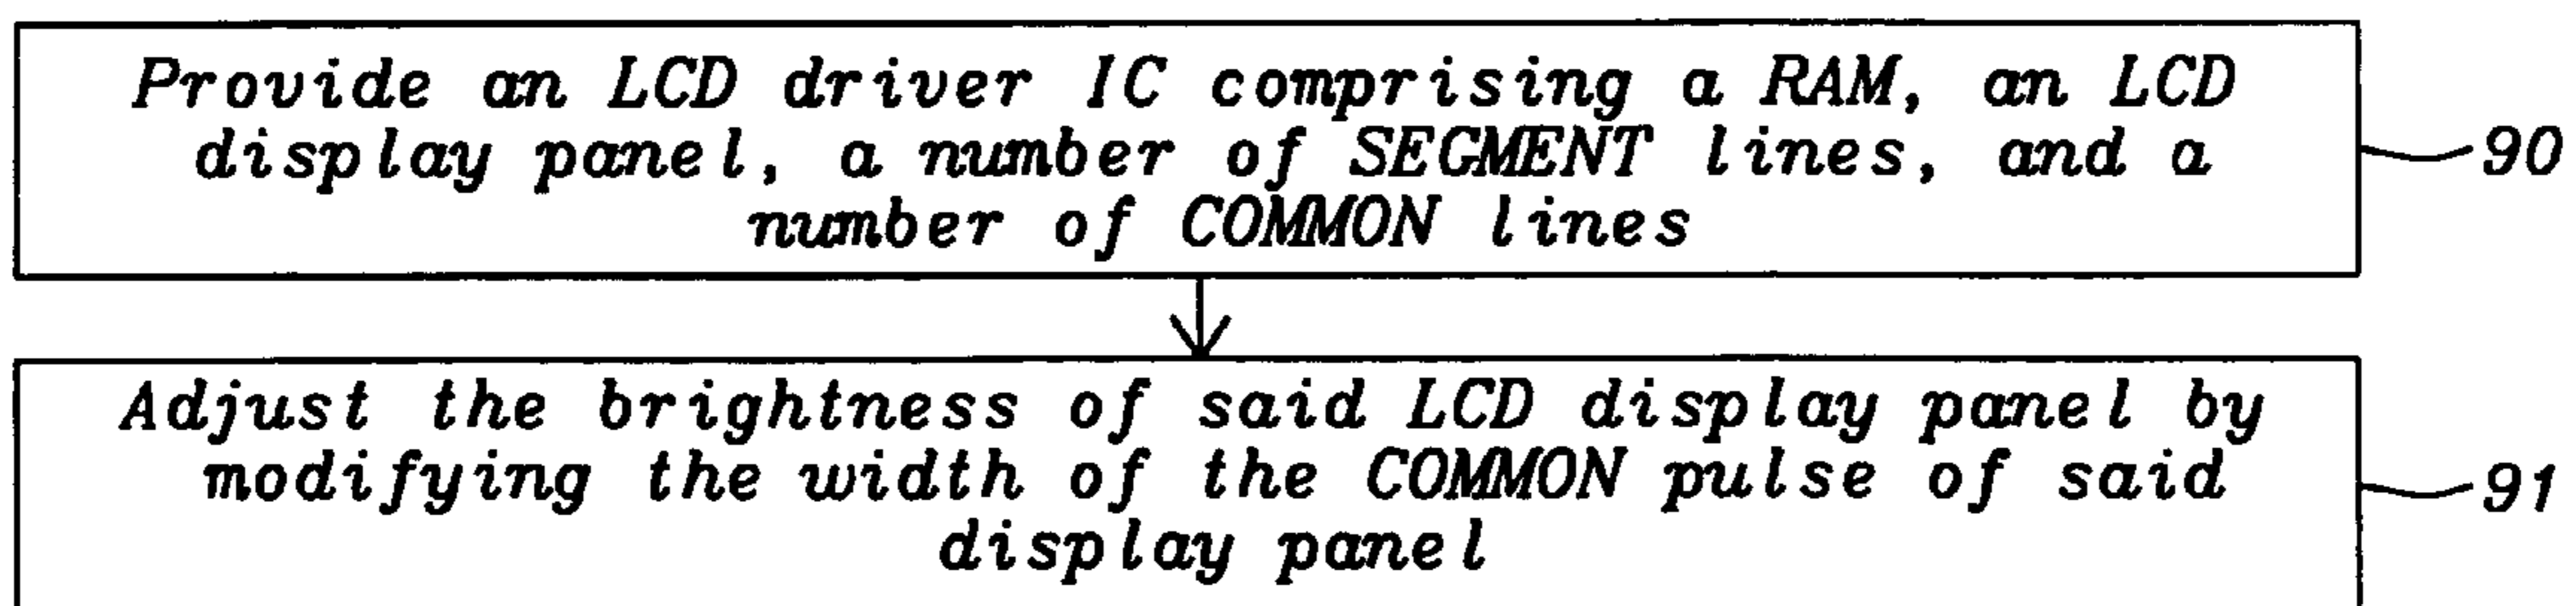 Provide an LCD driver IC comprising a RAM, an LCD
display panel, a number of SEGMENT lines, and a
number of COMMON lines
90
Adjust the brightness of said LCD display panel by
modifying the width of the COMMON pulse of said
display panel
91